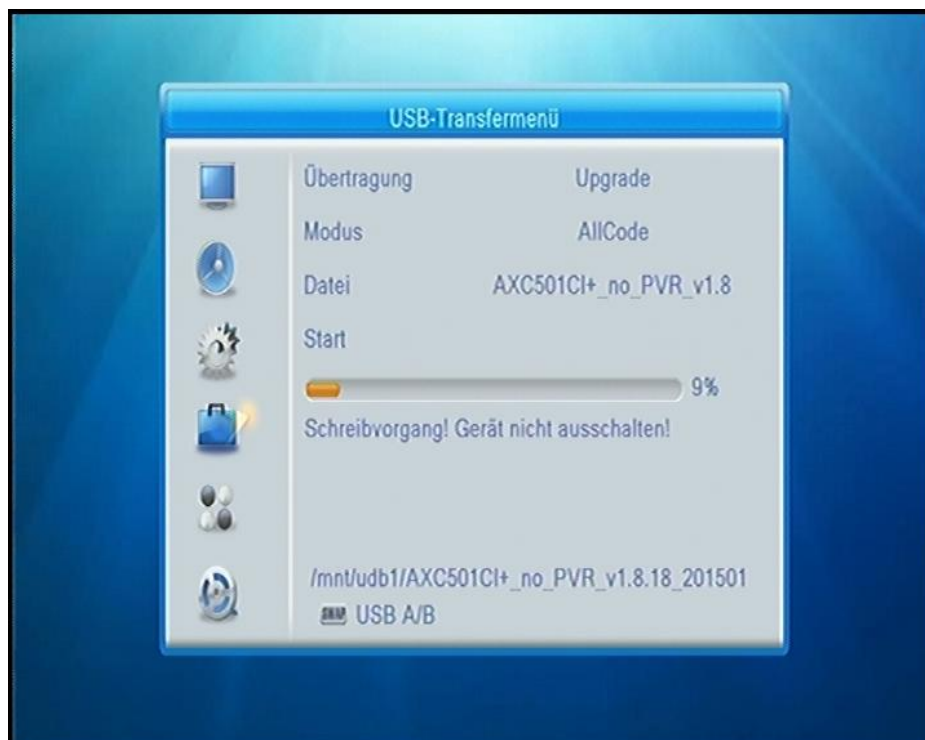 USB-Transfermenü
Übertragung Upgrade
Modus AllCode
Datei AXC501CI+_no_PVR_v1.8
Start
9%
Schreibvorgang! Gerät nicht ausschalten!
/mnt/udb1/AXC501CI+_no_PVR_v1.8.18_201501
SWAP USB A/B